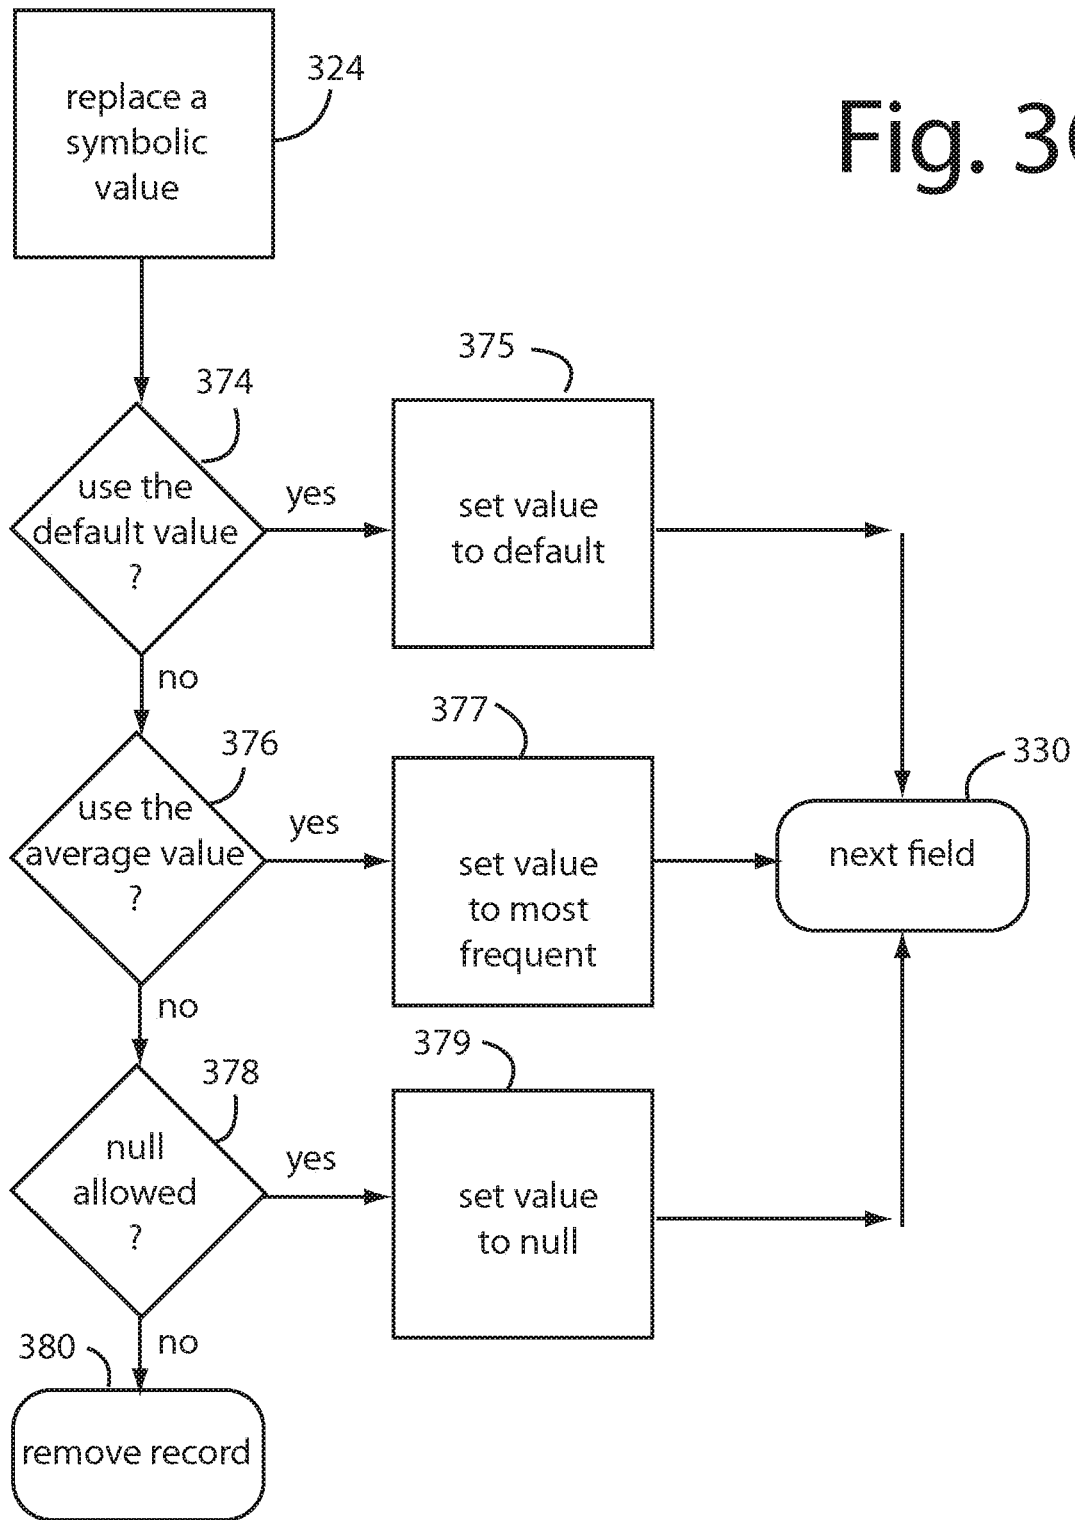 replace a
symbolic
value
324
Fig. 3
374
use the
default value
?
yes
375
set value
to default
no
376
use the
average value
?
yes
377
set value
to most
frequent
330
next field
no
378
null
allowed
?
yes
379
set value
to null
no
380
remove record